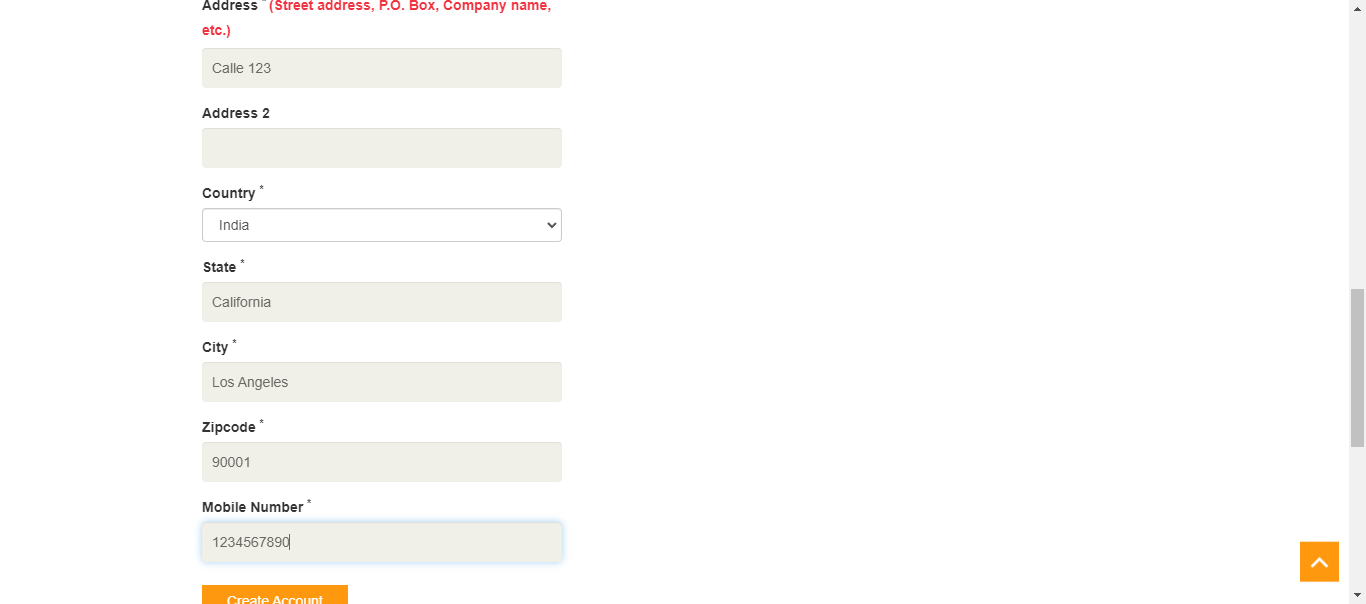 Address * (Street address, P.O. Box, Company name,
etc.)
Calle 123
Address 2
Country *
India
State *
California
City *
Los Angeles
Zipcode *
90001
Mobile Number *
1234567890
Create Account